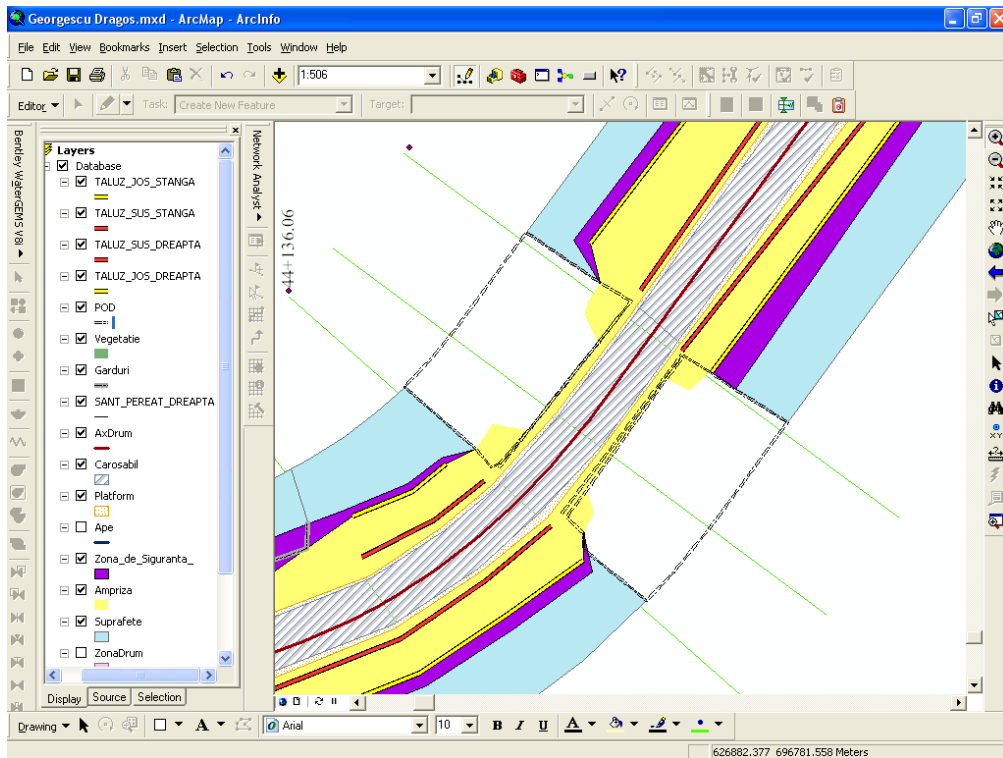 Georgescu Dragos.mxd - ArcMap - ArcInfo
File Edit View Bookmarks Insert Selection Tools Window Help
1:506
Editor Task: Create New Feature Target:
Bentley WaterGEMS V8i
Network Analyst
Layers
Database
TALUZ_JOS_STANGA
TALUZ_SUS_STANGA
TALUZ_SUS_DREAPTA
TALUZ_JOS_DREAPTA
POD
Vegetatie
Garduri
SANT_PEREAT_DREAPTA
AxDrum
Carosabil
Platform
Ape
Zona_de_Siguranta_
Ampriza
Suprafete
ZonaDrum
44+136.06
Display Source Selection
Drawing A Arial 10 B I U A
626882.377 696781.558 Meters